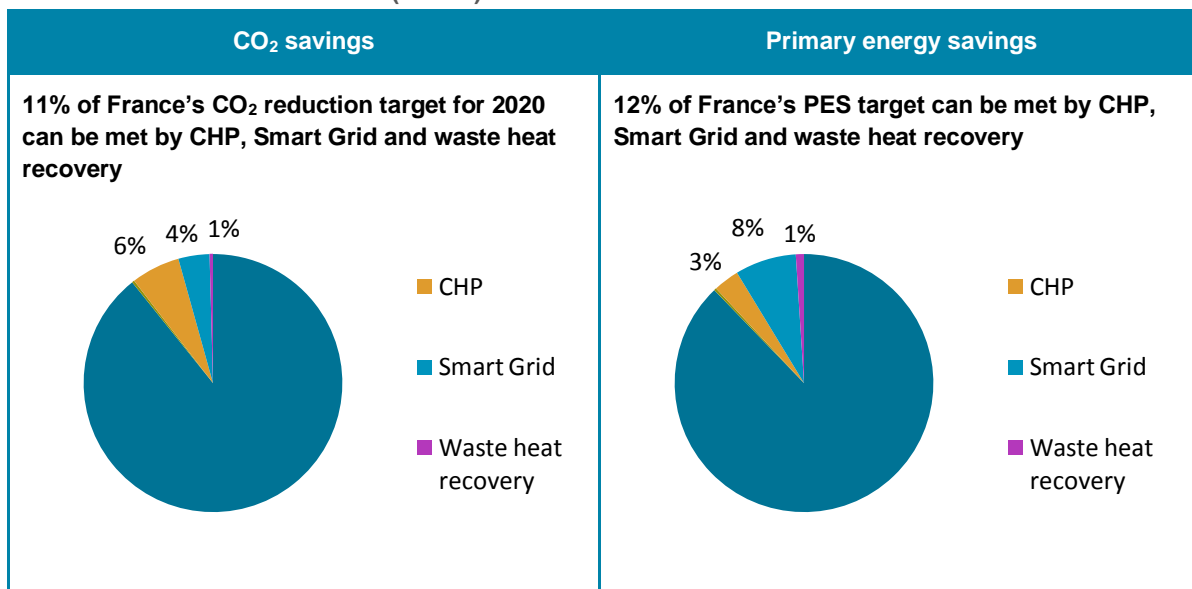 CO₂ savings
Primary energy savings
11% of France's CO₂ reduction target for 2020
can be met by CHP, Smart Grid and waste heat
recovery
12% of France's PES target can be met by CHP,
Smart Grid and waste heat recovery
6%
4%
1%
CHP
Smart Grid
Waste heat
recovery
3%
8%
1%
CHP
Smart Grid
Waste heat
recovery